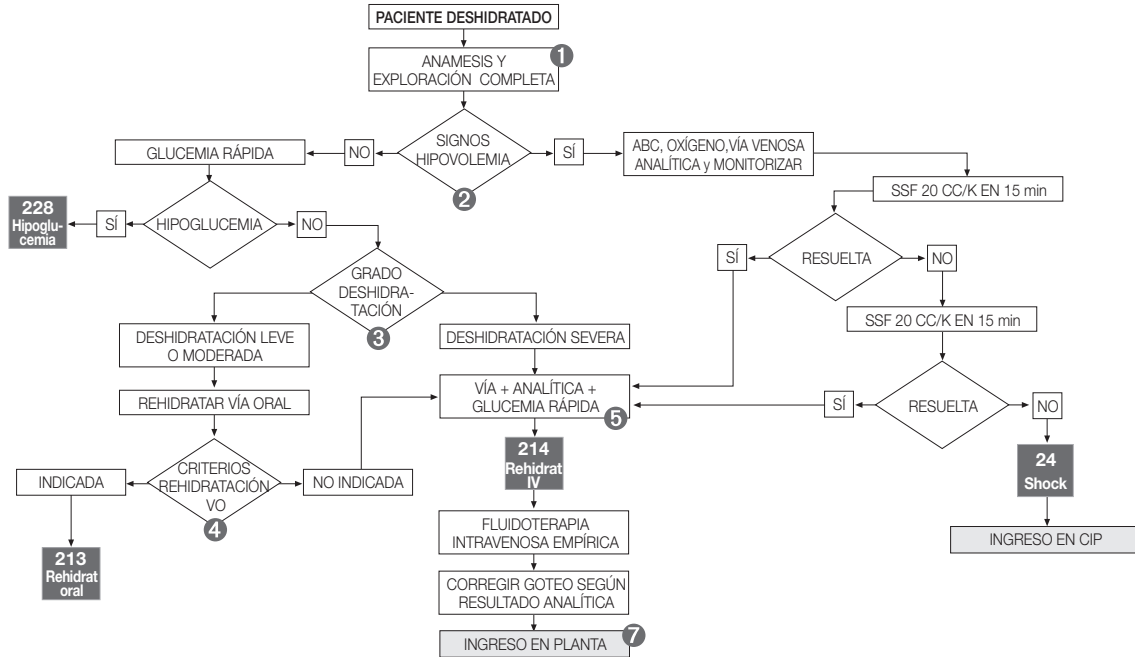 PACIENTE DESHIDRATADO
1
ANAMESIS Y
EXPLORACIÓN COMPLETA
SIGNOS
HIPOVOLEMIA
2
NO
SÍ
GLUCEMIA RÁPIDA
ABC, OXÍGENO,VÍA VENOSA
ANALÍTICA y MONITORIZAR
SSF 20 CC/K EN 15 min
228
Hipoglu-
cemia
SÍ
HIPOGLUCEMIA
NO
SÍ
RESUELTA
NO
GRADO
DESHIDRA-
TACIÓN
3
SSF 20 CC/K EN 15 min
DESHIDRATACIÓN LEVE
O MODERADA
DESHIDRATACIÓN SEVERA
REHIDRATAR VÍA ORAL
VÍA + ANALÍTICA +
GLUCEMIA RÁPIDA
5
SÍ
RESUELTA
NO
INDICADA
CRITERIOS
REHIDRATACIÓN
VO
4
NO INDICADA
214
Rehidrat
IV
24
Shock
213
Rehidrat
oral
FLUIDOTERAPIA
INTRAVENOSA EMPÍRICA
INGRESO EN CIP
CORREGIR GOTEO SEGÚN
RESULTADO ANALÍTICA
INGRESO EN PLANTA
7